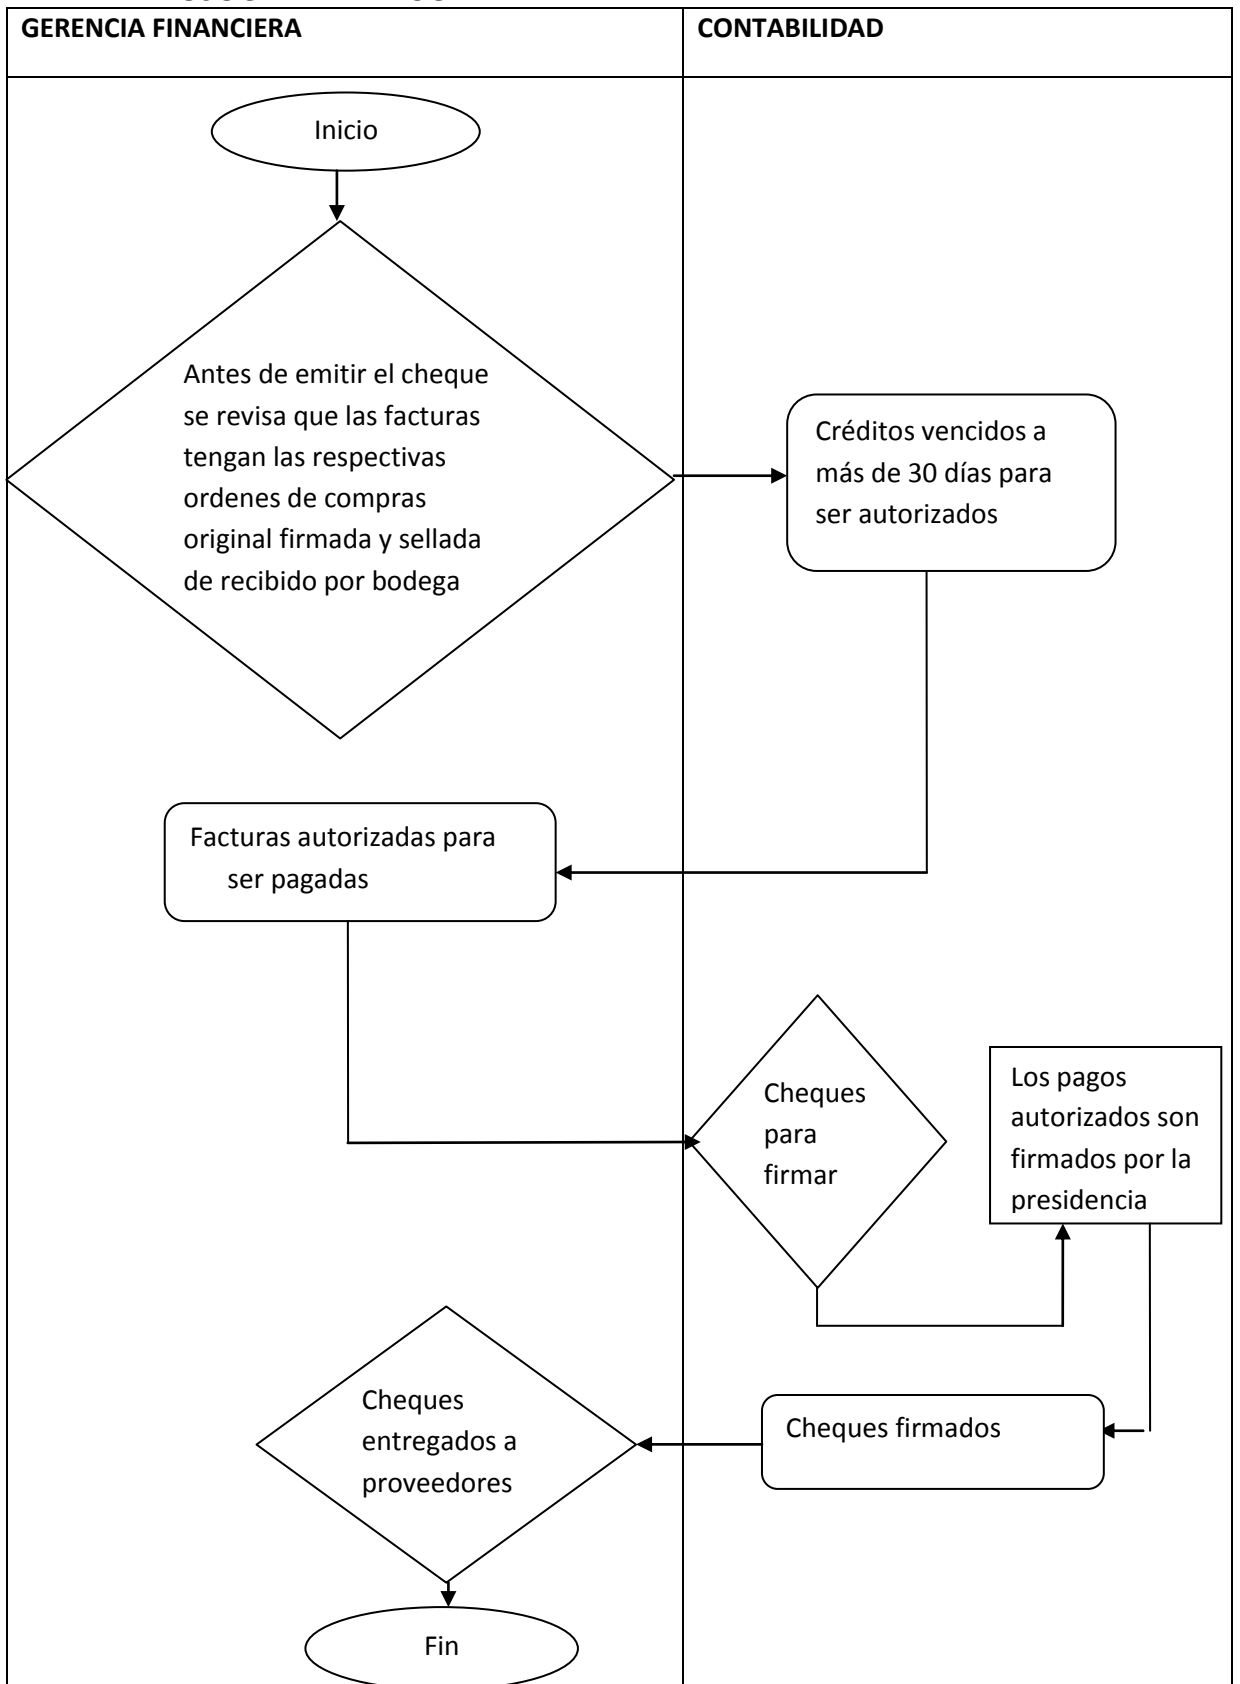 GERENCIA FINANCIERA
CONTABILIDAD
Inicio
Antes de emitir el cheque
se revisa que las facturas
tengan las respectivas
ordenes de compras
original firmada y sellada
de recibido por bodega
Créditos vencidos a
más de 30 días para
ser autorizados
Facturas autorizadas para
ser pagadas
Cheques
para
firmar
Los pagos
autorizados son
firmados por la
presidencia
Cheques firmados
Cheques
entregados a
proveedores
Fin